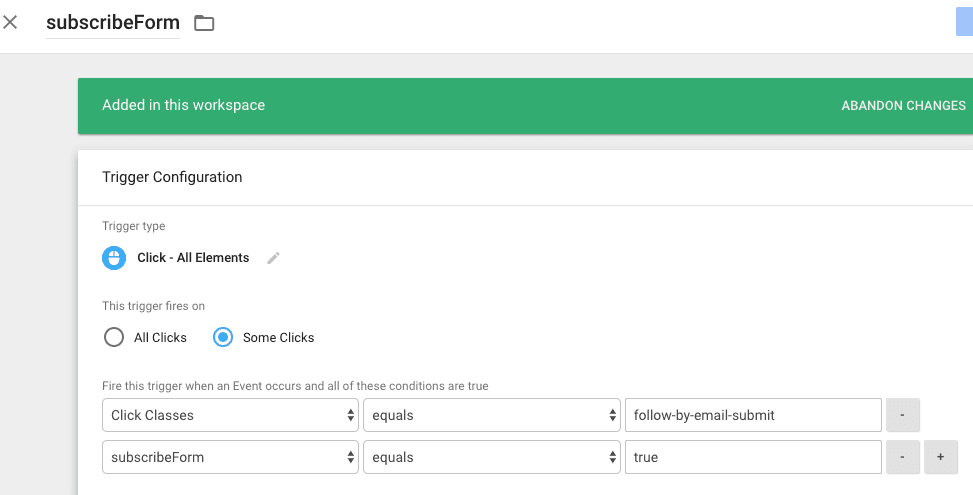 subscribeForm
Added in this workspace
ABANDON CHANGES
Trigger Configuration
Trigger type
Click - All Elements
This trigger fires on
All Clicks
Some Clicks
Fire this trigger when an Event occurs and all of these conditions are true
Click Classes equals follow-by-email-submit -
subscribeForm equals true - +